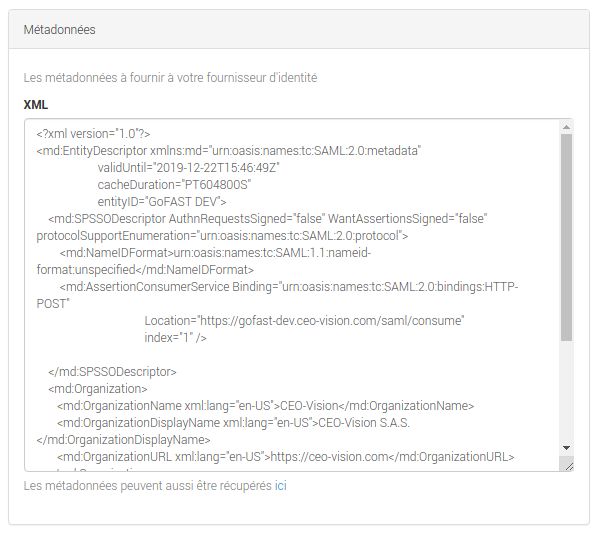 Métadonnées
Les métadonnées à fournir à votre fournisseur d'identité
XML
<?xml version="1.0"?>
<md:EntityDescriptor xmlns:md="urn:oasis:names:tc:SAML:2.0:metadata"
validUntil="2019-12-22T15:46:49Z"
cacheDuration="PT604800S"
entityID="GoFAST DEV">
<md:SPSSODescriptor AuthnRequestsSigned="false" WantAssertionsSigned="false"
protocolSupportEnumeration="urn:oasis:names:tc:SAML:2.0:protocol">
<md:NameIDFormat>urn:oasis:names:tc:SAML:1.1:nameid-
format:unspecified</md:NameIDFormat>
<md:AssertionConsumerService Binding="urn:oasis:names:tc:SAML:2.0:bindings:HTTP-
POST"
Location="https://gofast-dev.ceo-vision.com/saml/consume"
index="1" />
</md:SPSSODescriptor>
<md:Organization>
<md:OrganizationName xml:lang="en-US">CEO-Vision</md:OrganizationName>
<md:OrganizationDisplayName xml:lang="en-US">CEO-Vision S.A.S.
</md:OrganizationDisplayName>
<md:OrganizationURL xml:lang="en-US">https://ceo-vision.com</md:OrganizationURL>
Les métadonnées peuvent aussi être récupérés ici